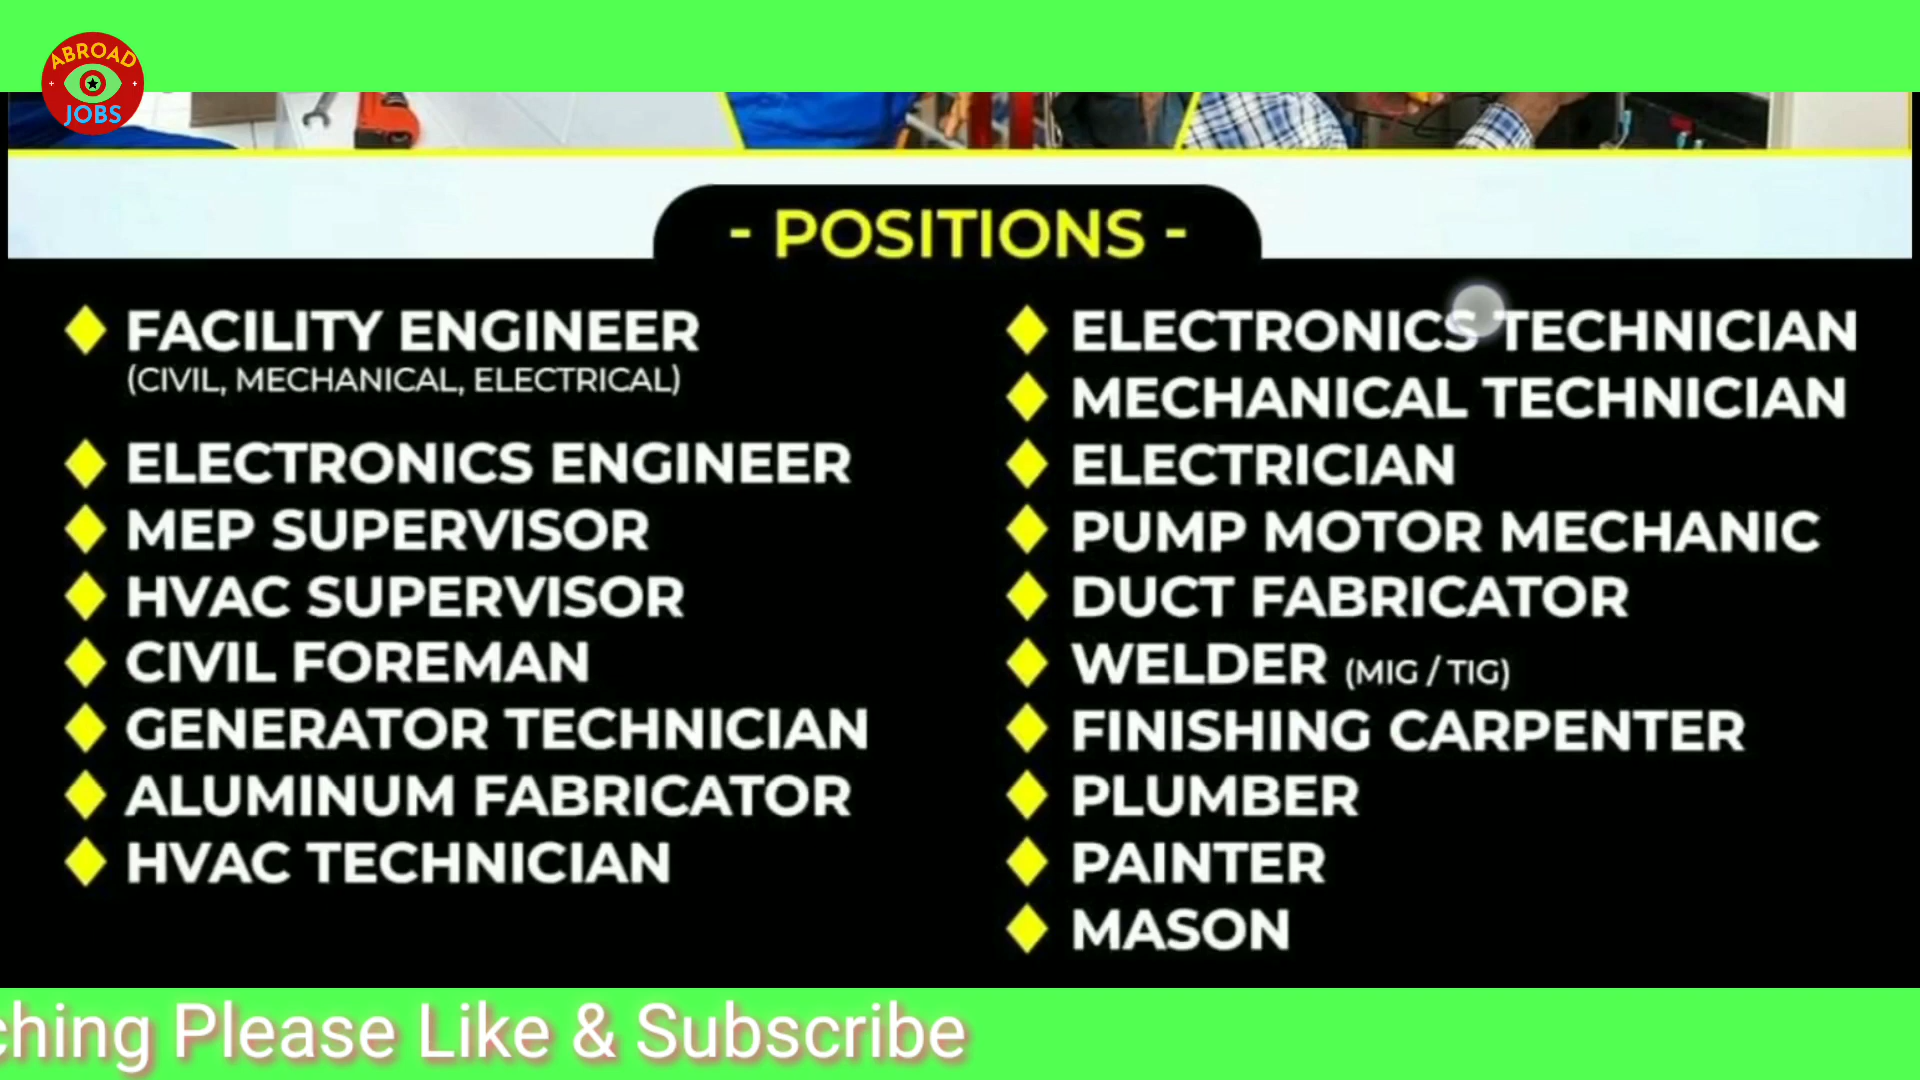 ABROAD
JOBS
- POSITIONS -
FACILITY ENGINEER
(CIVIL, MECHANICAL, ELECTRICAL)
ELECTRONICS ENGINEER
MEP SUPERVISOR
HVAC SUPERVISOR
CIVIL FOREMAN
GENERATOR TECHNICIAN
ALUMINUM FABRICATOR
HVAC TECHNICIAN
ELECTRONICS TECHNICIAN
MECHANICAL TECHNICIAN
ELECTRICIAN
PUMP MOTOR MECHANIC
DUCT FABRICATOR
WELDER (MIG / TIG)
FINISHING CARPENTER
PLUMBER
PAINTER
MASON
ching Please Like & Subscribe